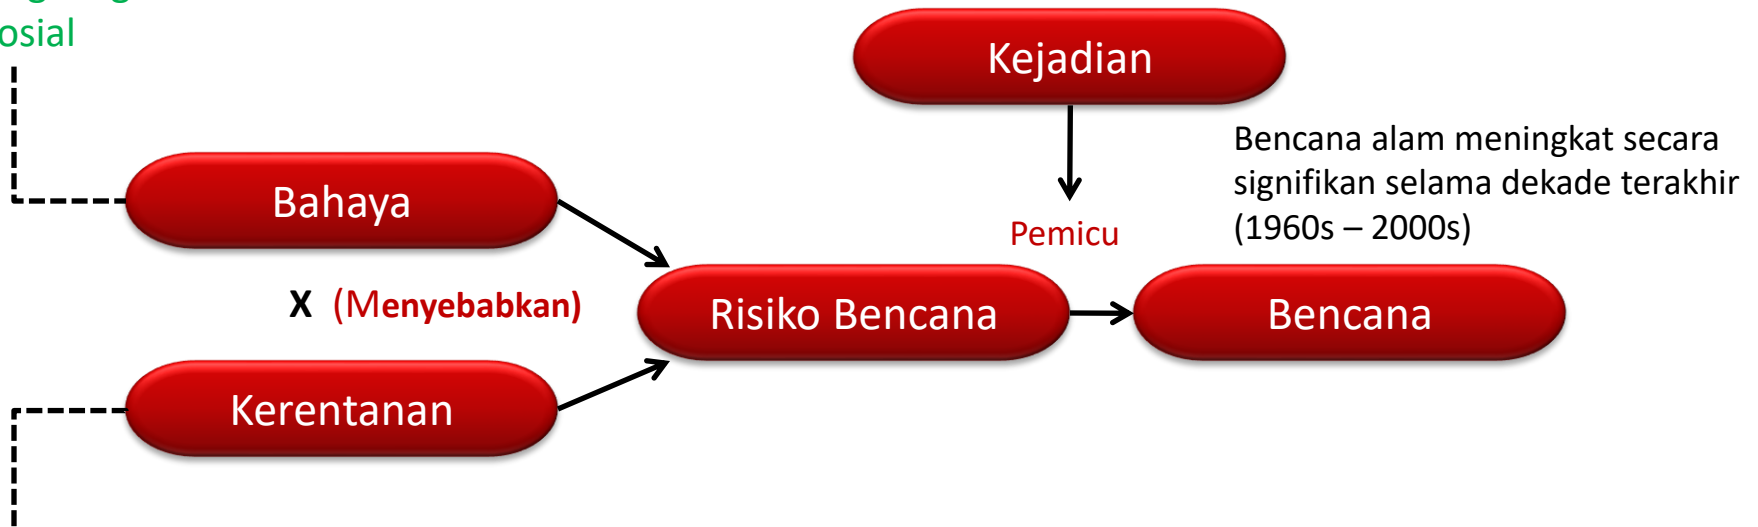 osial
Kejadian
Bencana alam meningkat secara
signifikan selama dekade terakhir
(1960s – 2000s)
Bahaya
Pemicu
X (Menyebabkan)
Risiko Bencana
Bencana
Kerentanan